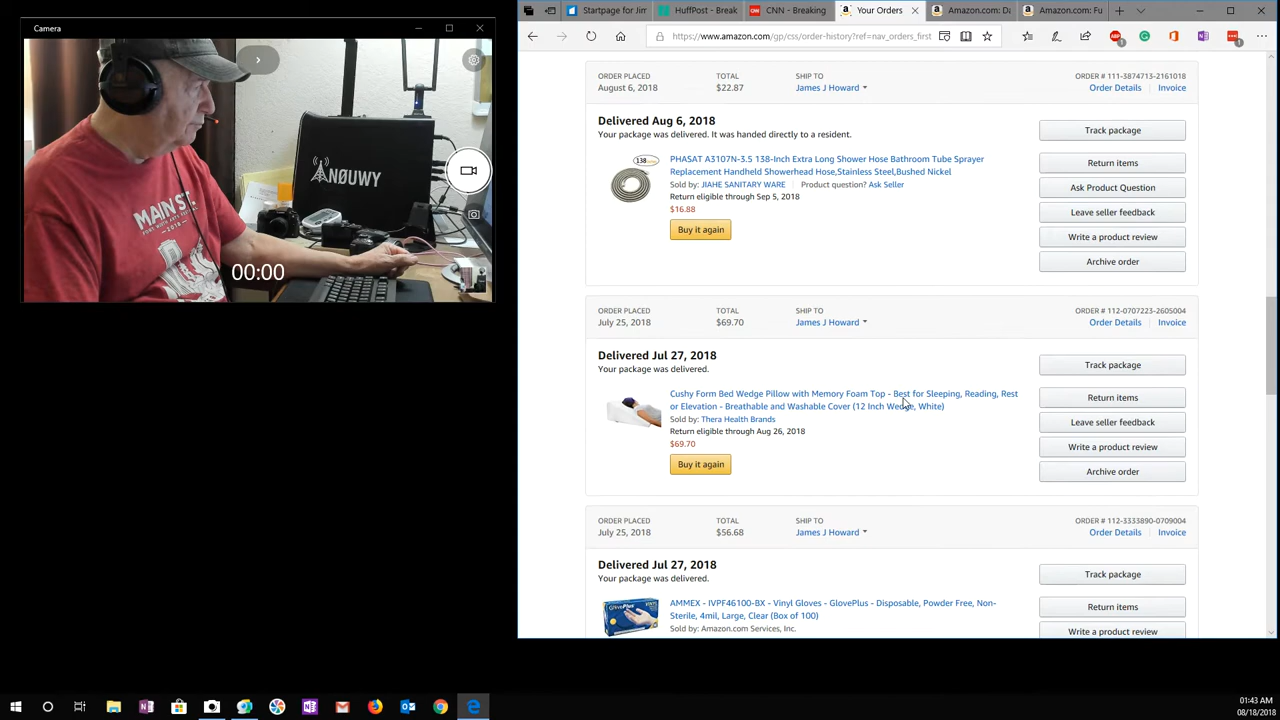 Camera
MAIN ST.
FORT WORTH ARTS FESTIVAL
2018
NØUWY
00:00
Startpage for Jim
HuffPost - Break
CNN - Breaking
Your Orders
Amazon.com: Da
Amazon.com: Fu
https://www.amazon.com/gp/css/order-history?ref=nav_orders_first
ORDER PLACED
August 6, 2018
TOTAL
$22.87
SHIP TO
James J Howard
ORDER # 111-3874713-2161018
Order Details
Invoice
Delivered Aug 6, 2018
Your package was delivered. It was handed directly to a resident.
138
PHASAT A3107N-3.5 138-Inch Extra Long Shower Hose Bathroom Tube Sprayer
Replacement Handheld Showerhead Hose,Stainless Steel,Bushed Nickel
Sold by: JIAHE SANITARY WARE | Product question? Ask Seller
Return eligible through Sep 5, 2018
$16.88
Buy it again
Track package
Return items
Ask Product Question
Leave seller feedback
Write a product review
Archive order
ORDER PLACED
July 25, 2018
TOTAL
$69.70
SHIP TO
James J Howard
ORDER # 112-0707223-2605004
Order Details
Invoice
Delivered Jul 27, 2018
Your package was delivered.
Cushy Form Bed Wedge Pillow with Memory Foam Top - Best for Sleeping, Reading, Rest
or Elevation - Breathable and Washable Cover (12 Inch Wedge, White)
Sold by: Thera Health Brands
Return eligible through Aug 26, 2018
$69.70
Buy it again
Track package
Return items
Leave seller feedback
Write a product review
Archive order
ORDER PLACED
July 25, 2018
TOTAL
$56.68
SHIP TO
James J Howard
ORDER # 112-3333890-0709004
Order Details
Invoice
Delivered Jul 27, 2018
Your package was delivered.
GlovePlus
AMMEX - IVPF46100-BX - Vinyl Gloves - GlovePlus - Disposable, Powder Free, Non-
Sterile, 4mil, Large, Clear (Box of 100)
Sold by: Amazon.com Services, Inc.
Track package
Return items
Write a product review
01:43 AM
08/18/2018